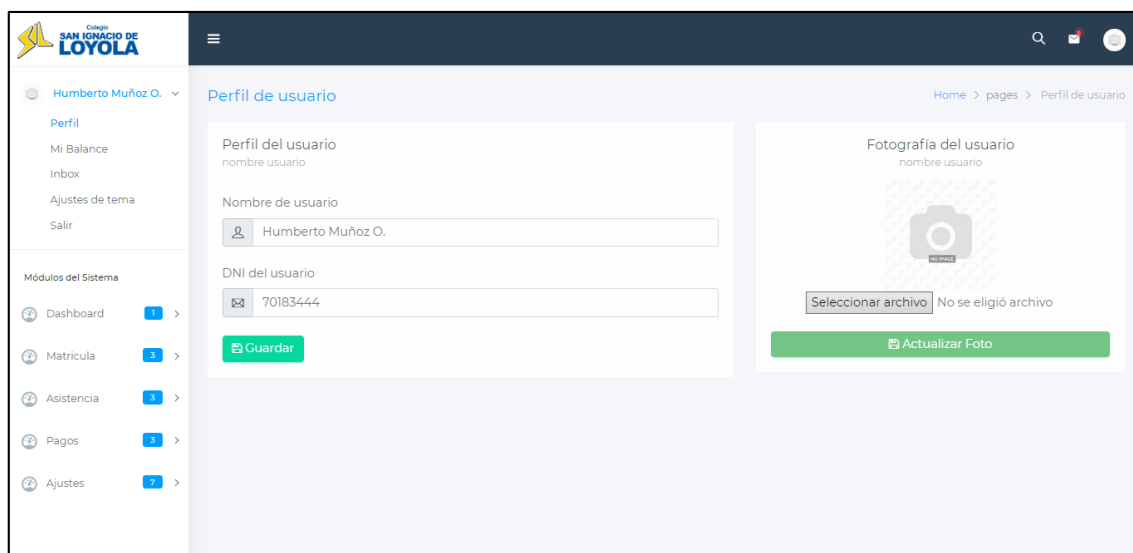 Colegio
SAN IGNACIO DE
LOYOLA
Humberto Muñoz O.
Perfil
Mi Balance
Inbox
Ajustes de tema
Salir
Módulos del Sistema
Dashboard 1
Matricula 3
Asistencia 3
Pagos 3
Ajustes 7
Perfil de usuario
Home > pages > Perfil de usuario
Perfil del usuario
nombre usuario
Nombre de usuario
Humberto Muñoz O.
DNI del usuario
70183444
Guardar
Fotografía del usuario
nombre usuario
NO IMAGE
Seleccionar archivo No se eligió archivo
Actualizar Foto